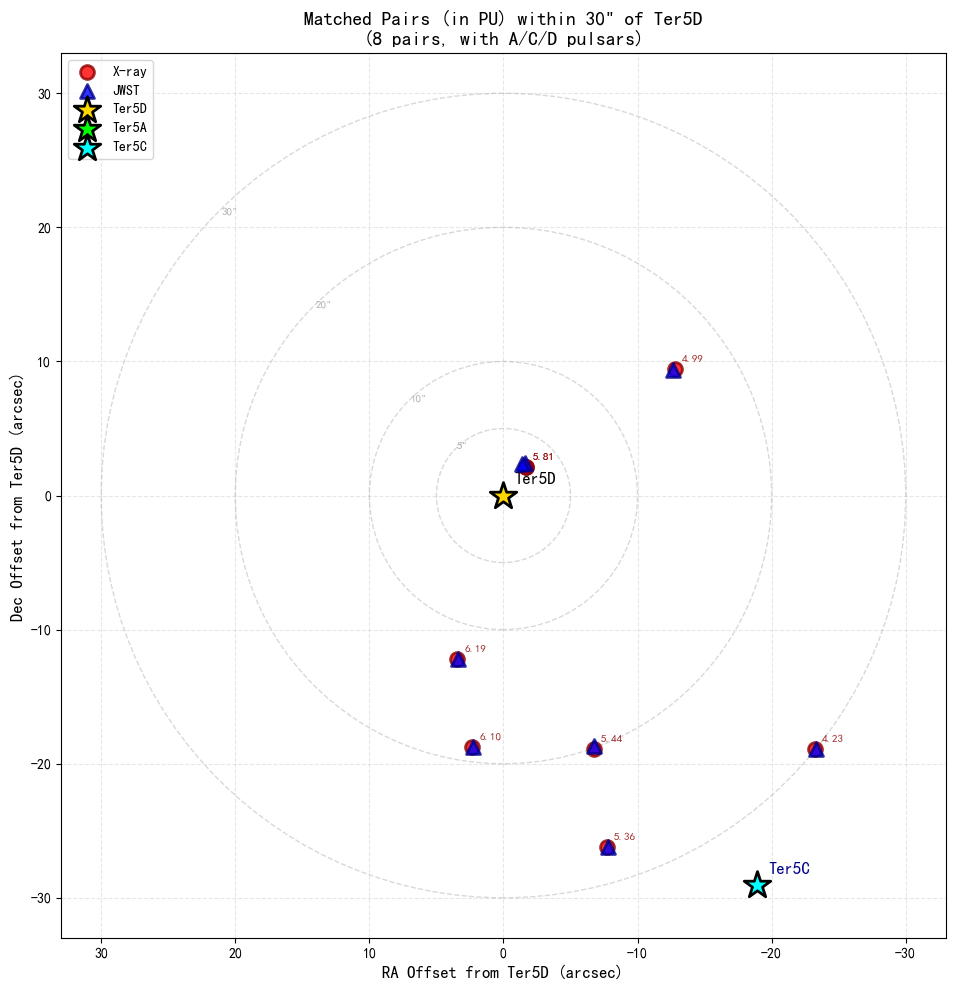 Matched Pairs (in PU) within 30" of Ter5D
(8 pairs, with A/C/D pulsars)
X-ray
JWST
Ter5D
Ter5A
Ter5C
30"
20"
10"
5"
4.99
5.81
Ter5D
6.19
6.10
5.44
4.23
5.36
Ter5C
30
20
10
0
−10
−20
−30
Dec Offset from Ter5D (arcsec)
30
20
10
0
−10
−20
−30
RA Offset from Ter5D (arcsec)